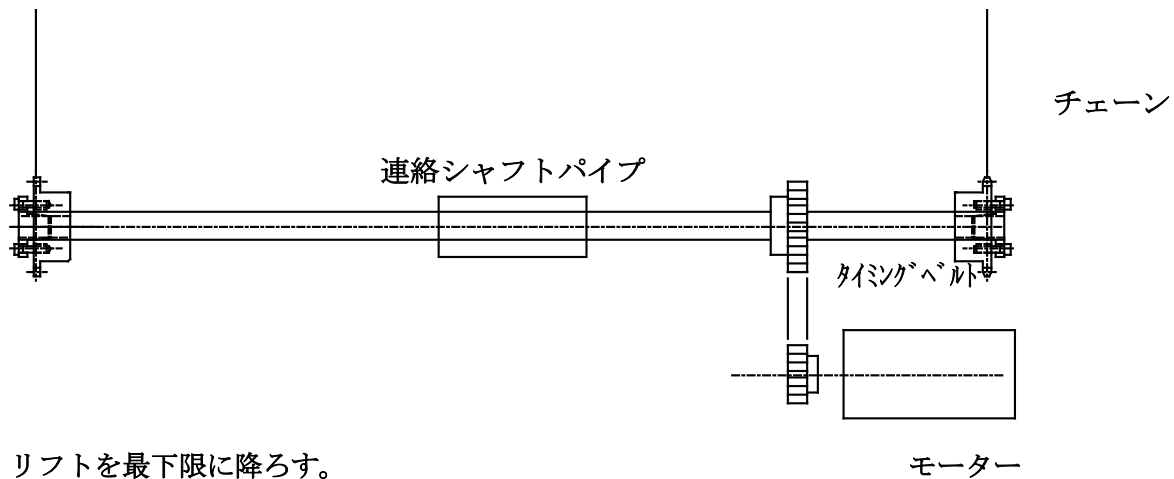 チェーン
連絡シャフトパイプ
ﾀｲﾐﾝｸﾞﾍﾞﾙﾄ
リフトを最下限に降ろす。
モーター